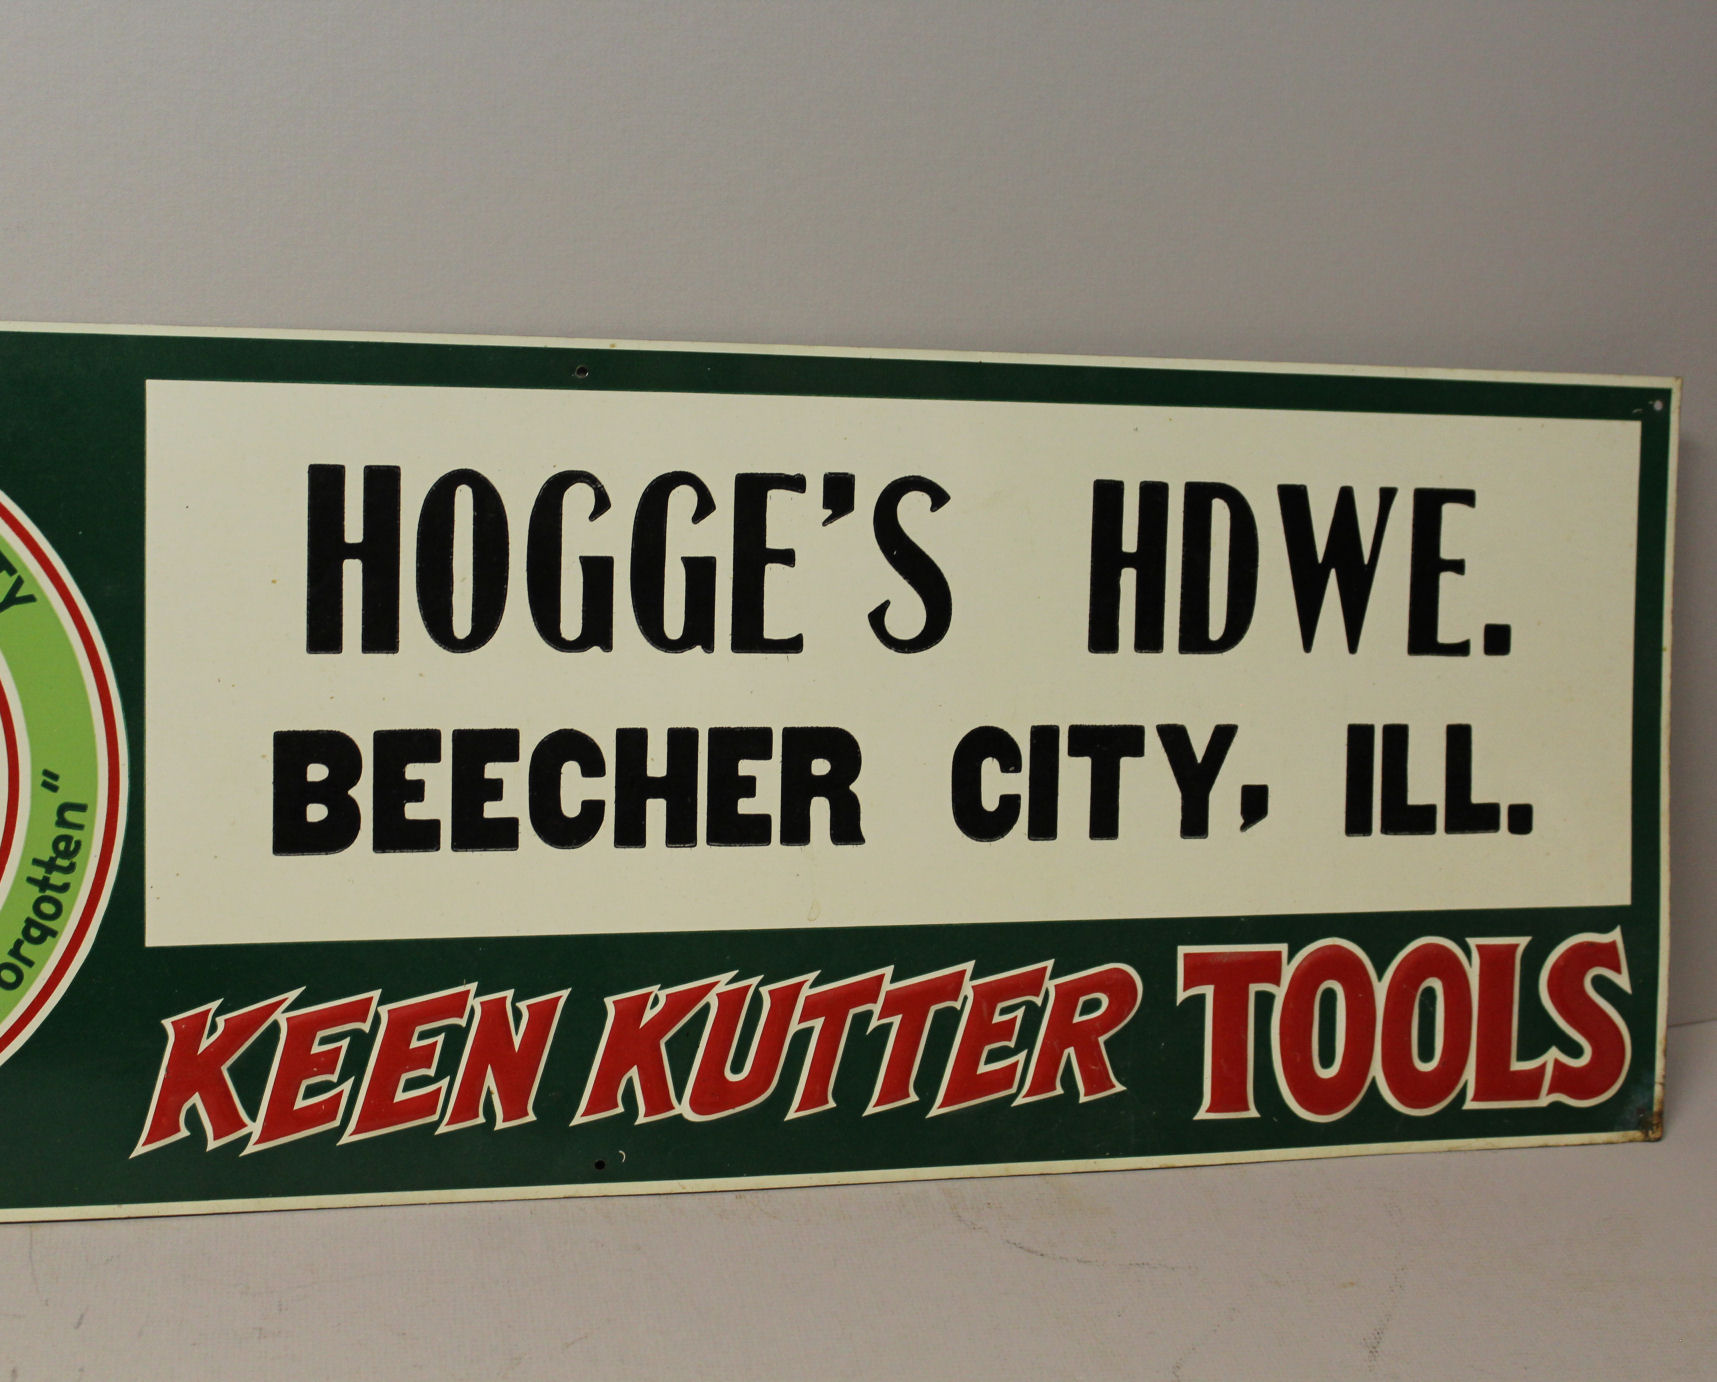 HOGGE'S HDWE.
BEECHER CITY, ILL.
KEEN KUTTER TOOLS